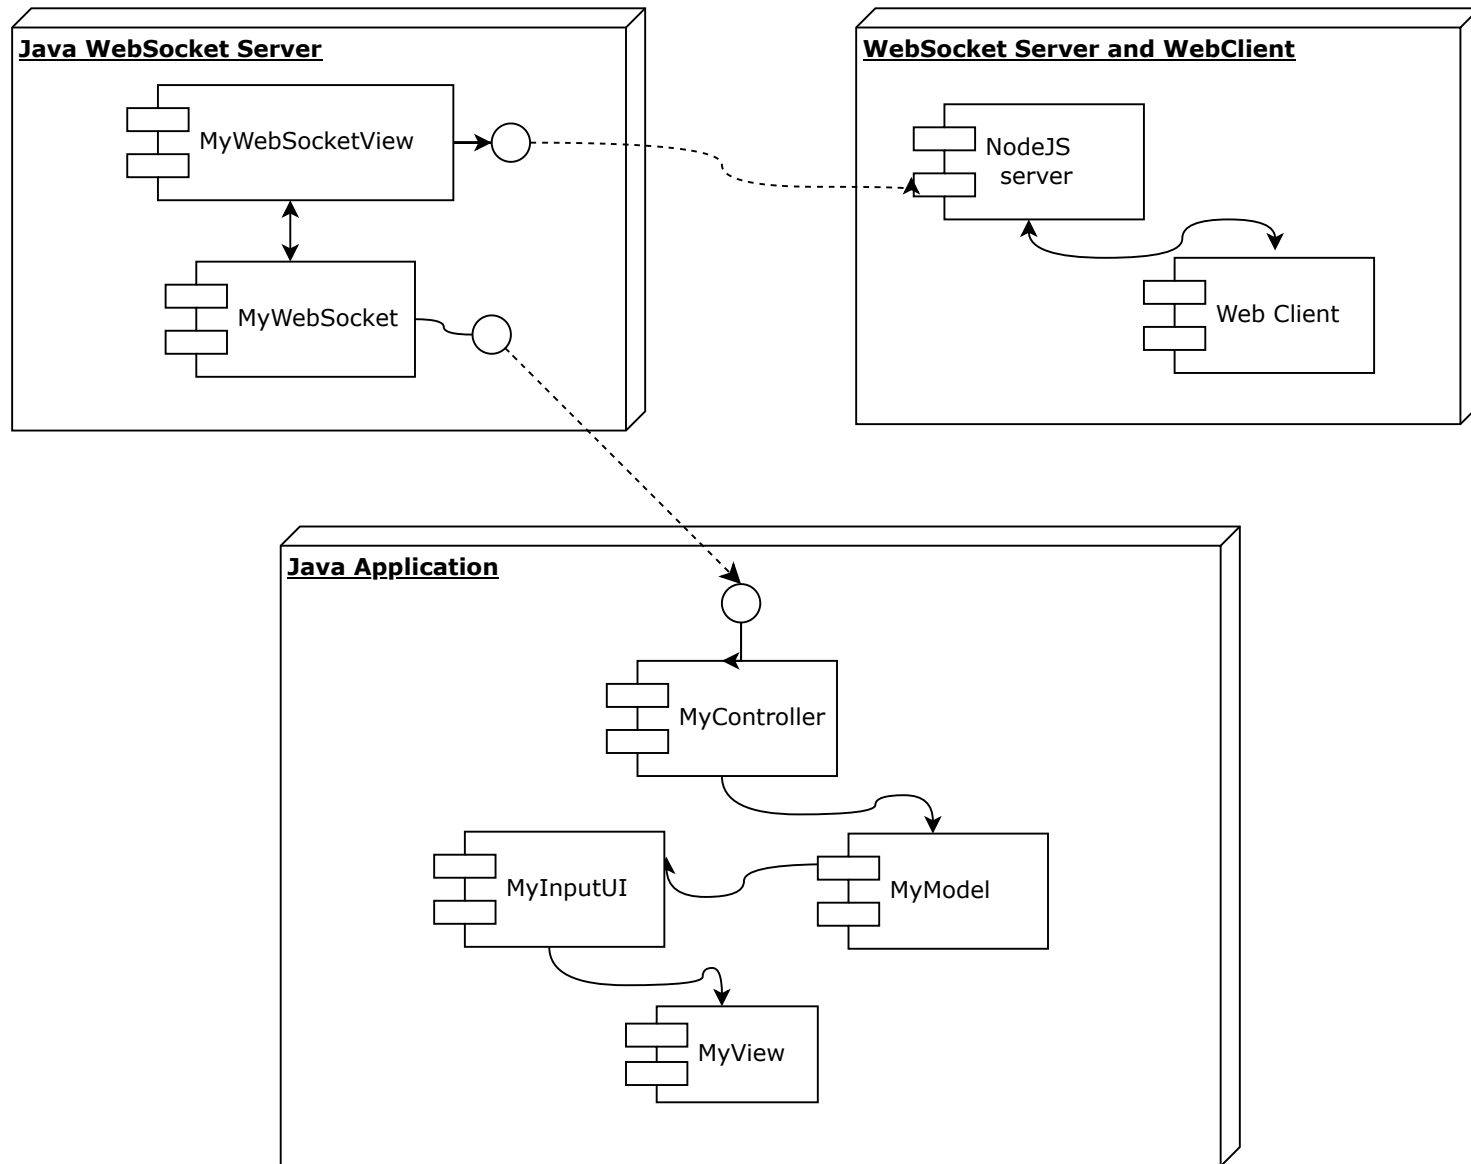 Java WebSocket Server
MyWebSocketView
MyWebSocket
WebSocket Server and WebClient
NodeJS
server
Web Client
Java Application
MyController
MyInputUI
MyModel
MyView